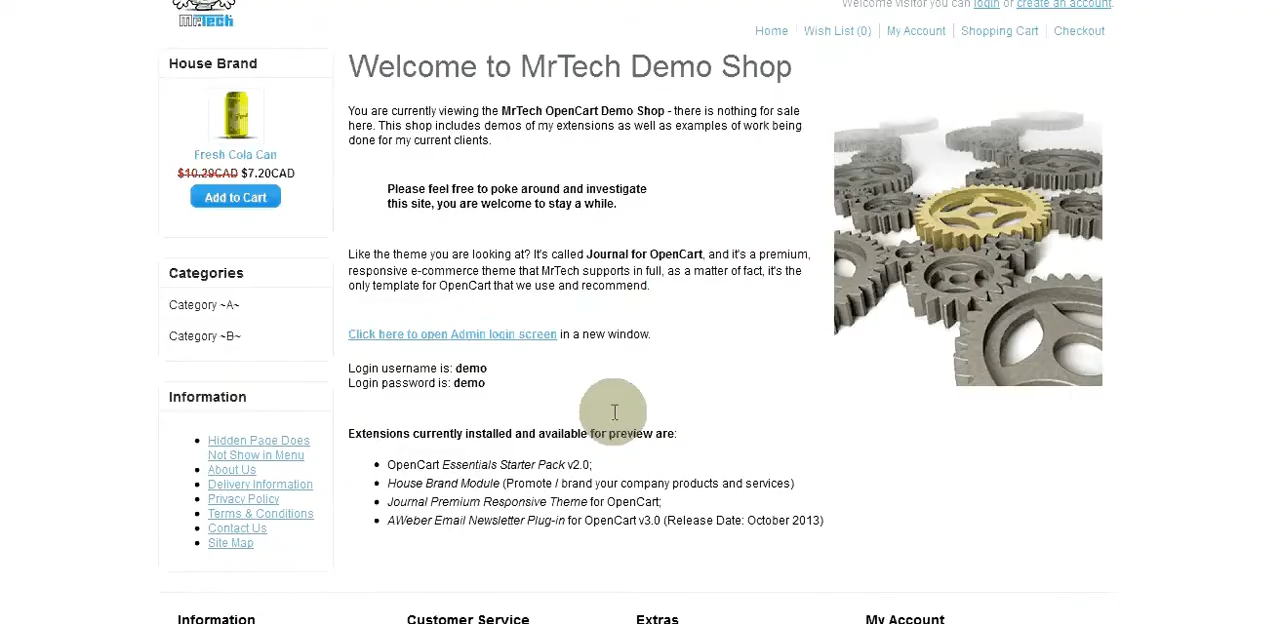 MrTech
Welcome visitor you can login or create an account.
Home Wish List (0) My Account Shopping Cart Checkout
House Brand
Fresh Cola Can
$10.29CAD $7.20CAD
Add to Cart
Categories
Category ~A~
Category ~B~
Information
Hidden Page Does
Not Show in Menu
About Us
Delivery Information
Privacy Policy
Terms & Conditions
Contact Us
Site Map
Welcome to MrTech Demo Shop
You are currently viewing the MrTech OpenCart Demo Shop - there is nothing for sale
here. This shop includes demos of my extensions as well as examples of work being
done for my current clients.
Please feel free to poke around and investigate
this site, you are welcome to stay a while.
Like the theme you are looking at? It's called Journal for OpenCart, and it's a premium,
responsive e-commerce theme that MrTech supports in full, as a matter of fact, it's the
only template for OpenCart that we use and recommend.
Click here to open Admin login screen in a new window.
Login username is: demo
Login password is: demo
Extensions currently installed and available for preview are:
OpenCart Essentials Starter Pack v2.0;
House Brand Module (Promote / brand your company products and services)
Journal Premium Responsive Theme for OpenCart;
AWeber Email Newsletter Plug-in for OpenCart v3.0 (Release Date: October 2013)
Information Customer Service Extras My Account